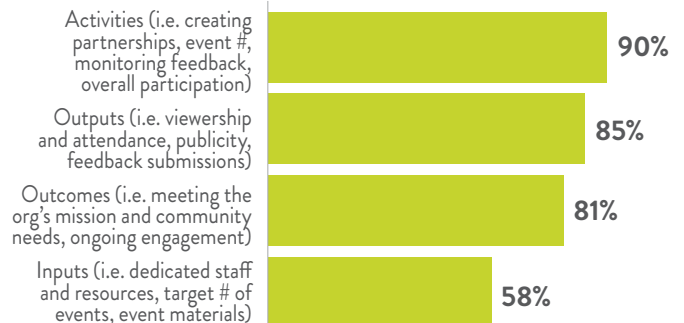 Activities (i.e. creating
partnerships, event #,
monitoring feedback,
overall participation)
90%
Outputs (i.e. viewership
and attendance, publicity,
feedback submissions)
85%
Outcomes (i.e. meeting the
org's mission and community
needs, ongoing engagement)
81%
Inputs (i.e. dedicated staff
and resources, target # of
events, event materials)
58%